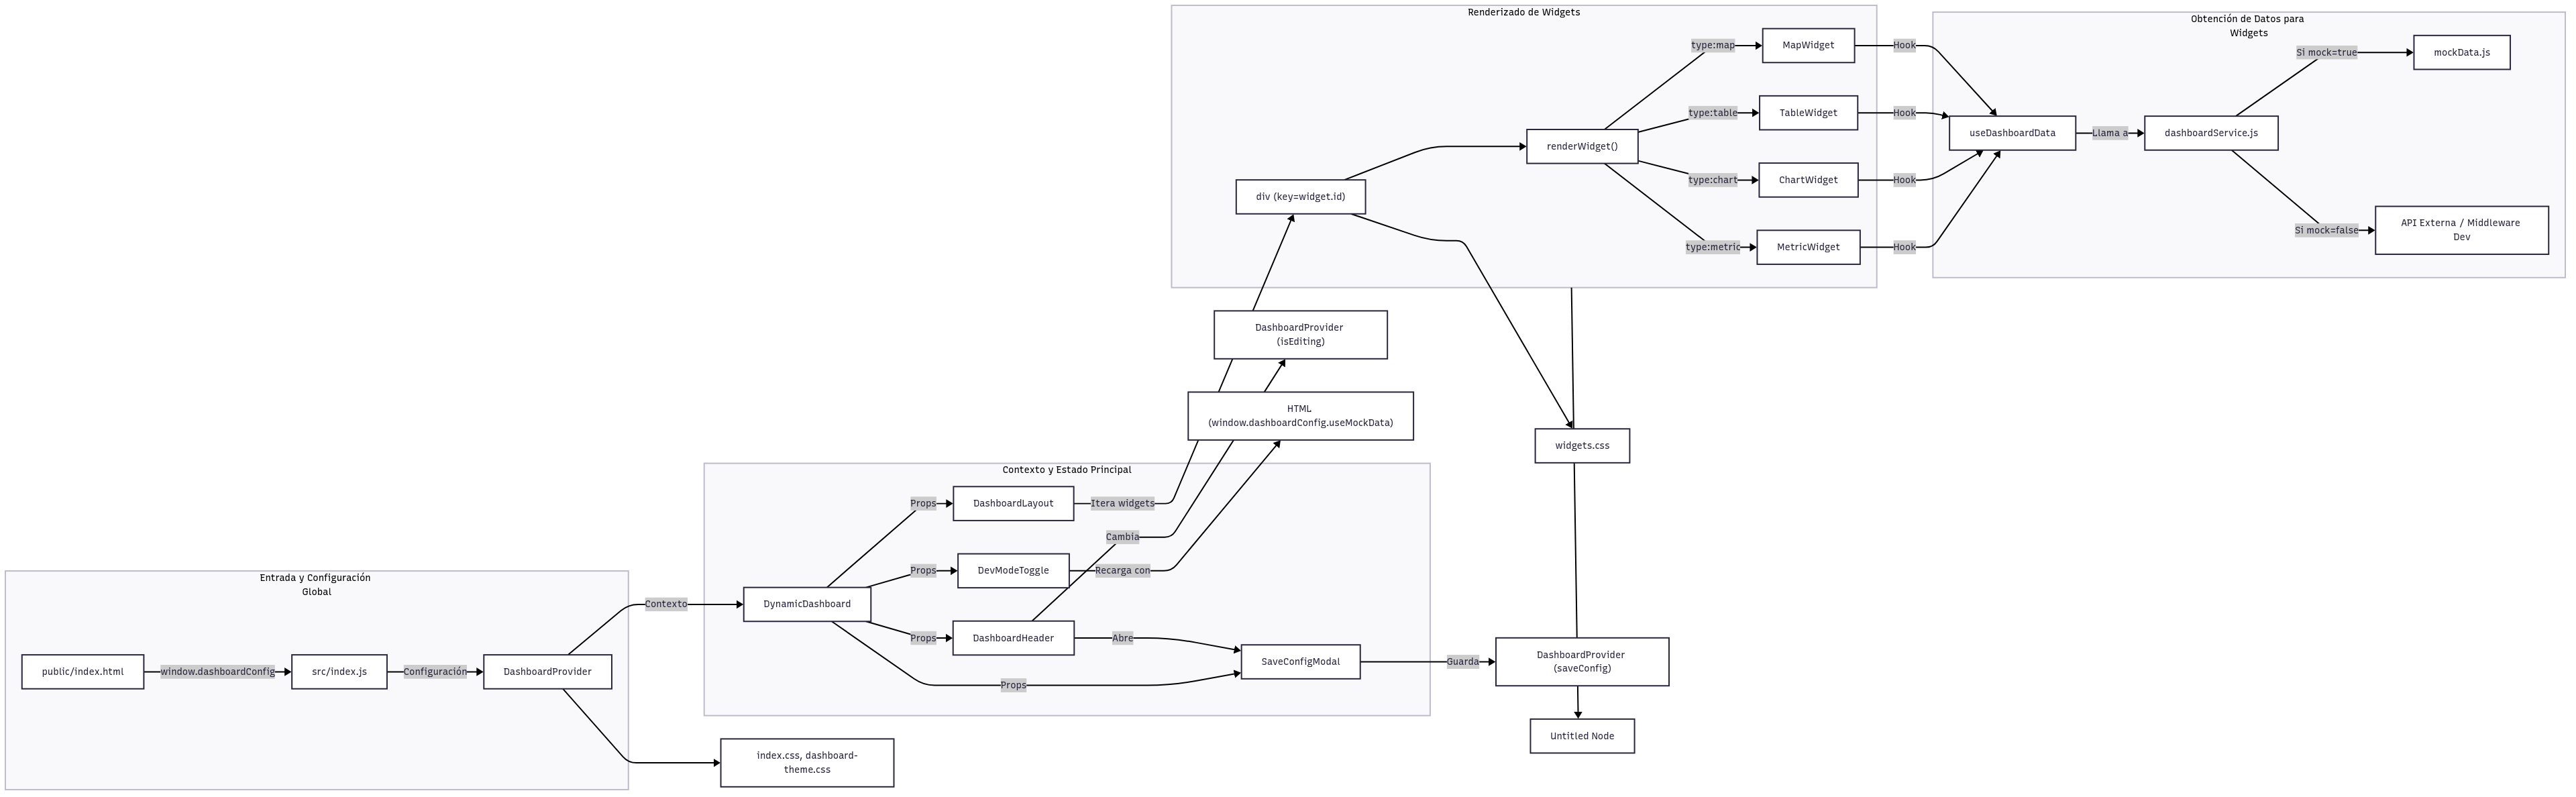 Renderizado de Widgets
type:map
MapWidget
Hook
type:table
TableWidget
Hook
renderWidget()
type:chart
ChartWidget
Hook
div (key=widget.id)
type:metric
MetricWidget
Hook
Obtención de Datos para
Widgets
Si mock=true
mockData.js
useDashboardData
Llama a
dashboardService.js
Si mock=false
API Externa / Middleware
Dev
DashboardProvider
(isEditing)
HTML
(window.dashboardConfig.useMockData)
widgets.css
Contexto y Estado Principal
Props
DashboardLayout
Itera widgets
Cambia
Props
DevModeToggle
Recarga con
DynamicDashboard
Props
DashboardHeader
Abre
SaveConfigModal
Props
Guarda
DashboardProvider
(saveConfig)
Untitled Node
Entrada y Configuración
Global
Contexto
public/index.html
window.dashboardConfig
src/index.js
Configuración
DashboardProvider
index.css, dashboard-
theme.css